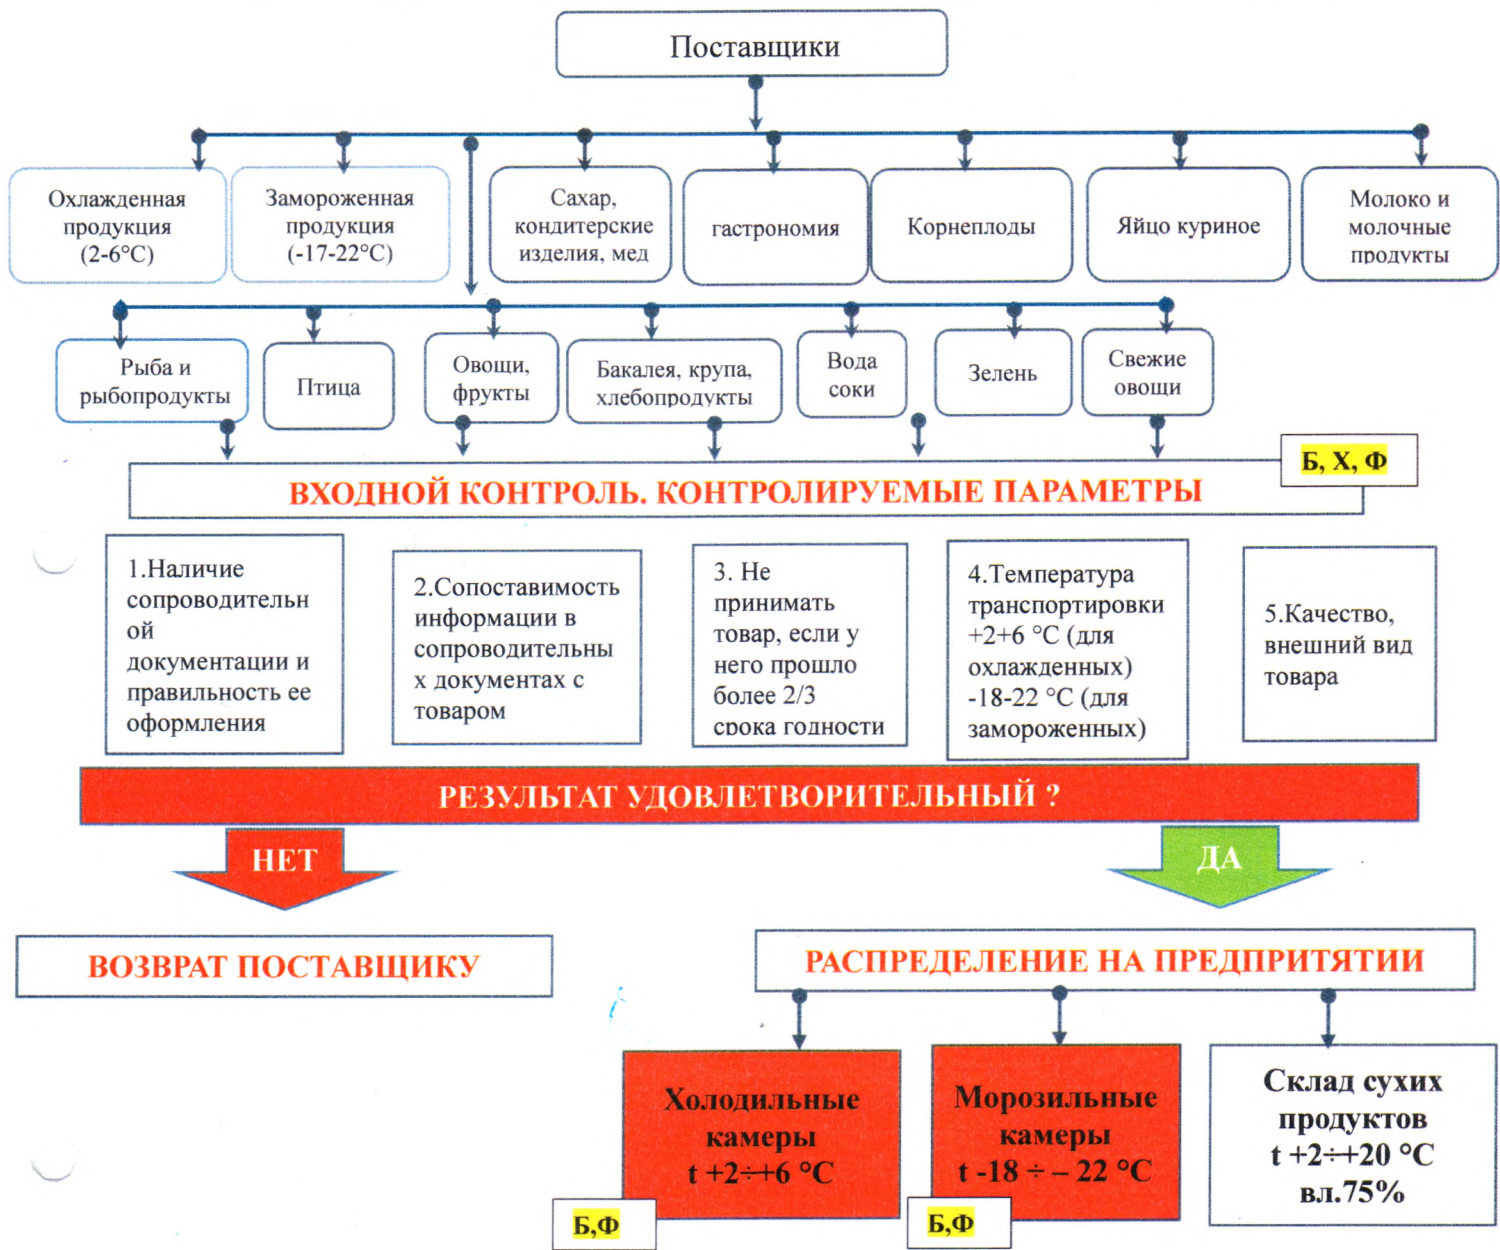 Поставщики
Охлажденная
продукция
(2-6°С)
Замороженная
продукция
(-17-22°С)
Сахар,
кондитерские
изделия, мед
гастрономия
Корнеплоды
Яйцо куриное
Молоко и
молочные
продукты
Рыба и
рыбопродукты
Птица
Овощи,
фрукты
Бакалея, крупа,
хлебопродукты
Вода
соки
Зелень
Свежие
овощи
Б, Х, Ф
ВХОДНОЙ КОНТРОЛЬ. КОНТРОЛИРУЕМЫЕ ПАРАМЕТРЫ
1.Наличие
сопроводительн
ой
документации и
правильность ее
оформления
2.Сопоставимость
информации в
сопроводительны
х документах с
товаром
3. Не
принимать
товар, если у
него прошло
более 2/3
срока годности
4.Температура
транспортировки
+2+6 °С (для
охлажденных)
-18-22 °С (для
замороженных)
5.Качество,
внешний вид
товара
РЕЗУЛЬТАТ УДОВЛЕТВОРИТЕЛЬНЫЙ ?
НЕТ
ДА
ВОЗВРАТ ПОСТАВЩИКУ
РАСПРЕДЕЛЕНИЕ НА ПРЕДПРИТЯТИИ
Холодильные
камеры
t +2÷+6 °С
Б,Ф
Морозильные
камеры
t -18 ÷ – 22 °С
Б,Ф
Склад сухих
продуктов
t +2÷+20 °С
вл.75%